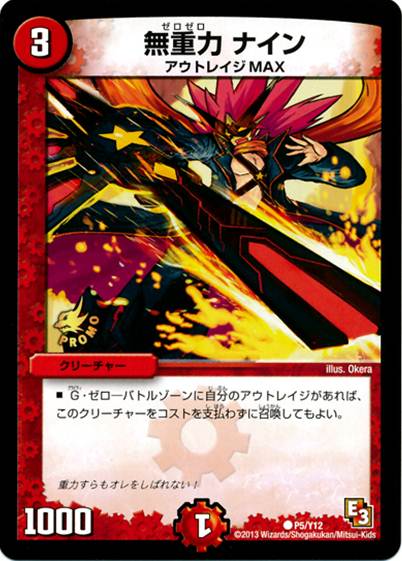 3
ゼロゼロ
無重力 ナイン
アウトレイジMAX
PROMO
illus. Okera
クリーチャー
■ G・ゼロ―バトルゾーンに自分のアウトレイジがあれば、
このクリーチャーをコストを支払わずに召喚してもよい。
重力すらもオレをしばれない!
1000
1
E3
●P5/Y12
©2013 Wizards/Shogakukan/Mitsui-Kids